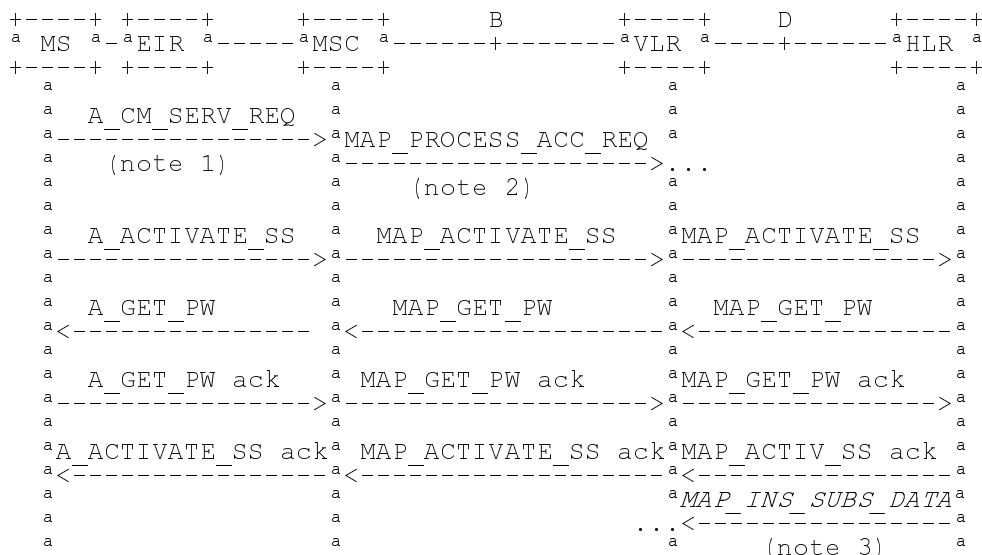 B D
MS EIR MSC VLR HLR
A_CM_SERV_REQ
MAP_PROCESS_ACC_REQ
(note 1) ...
(note 2)
A_ACTIVATE_SS MAP_ACTIVATE_SS MAP_ACTIVATE_SS
A_GET_PW MAP_GET_PW MAP_GET_PW
A_GET_PW ack MAP_GET_PW ack MAP_GET_PW ack
A_ACTIVATE_SS ack MAP_ACTIVATE_SS ack MAP_ACTIV_SS ack
MAP_INS_SUBS_DATA
...
(note 3)